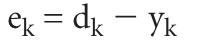 eₖ = dₖ − yₖ